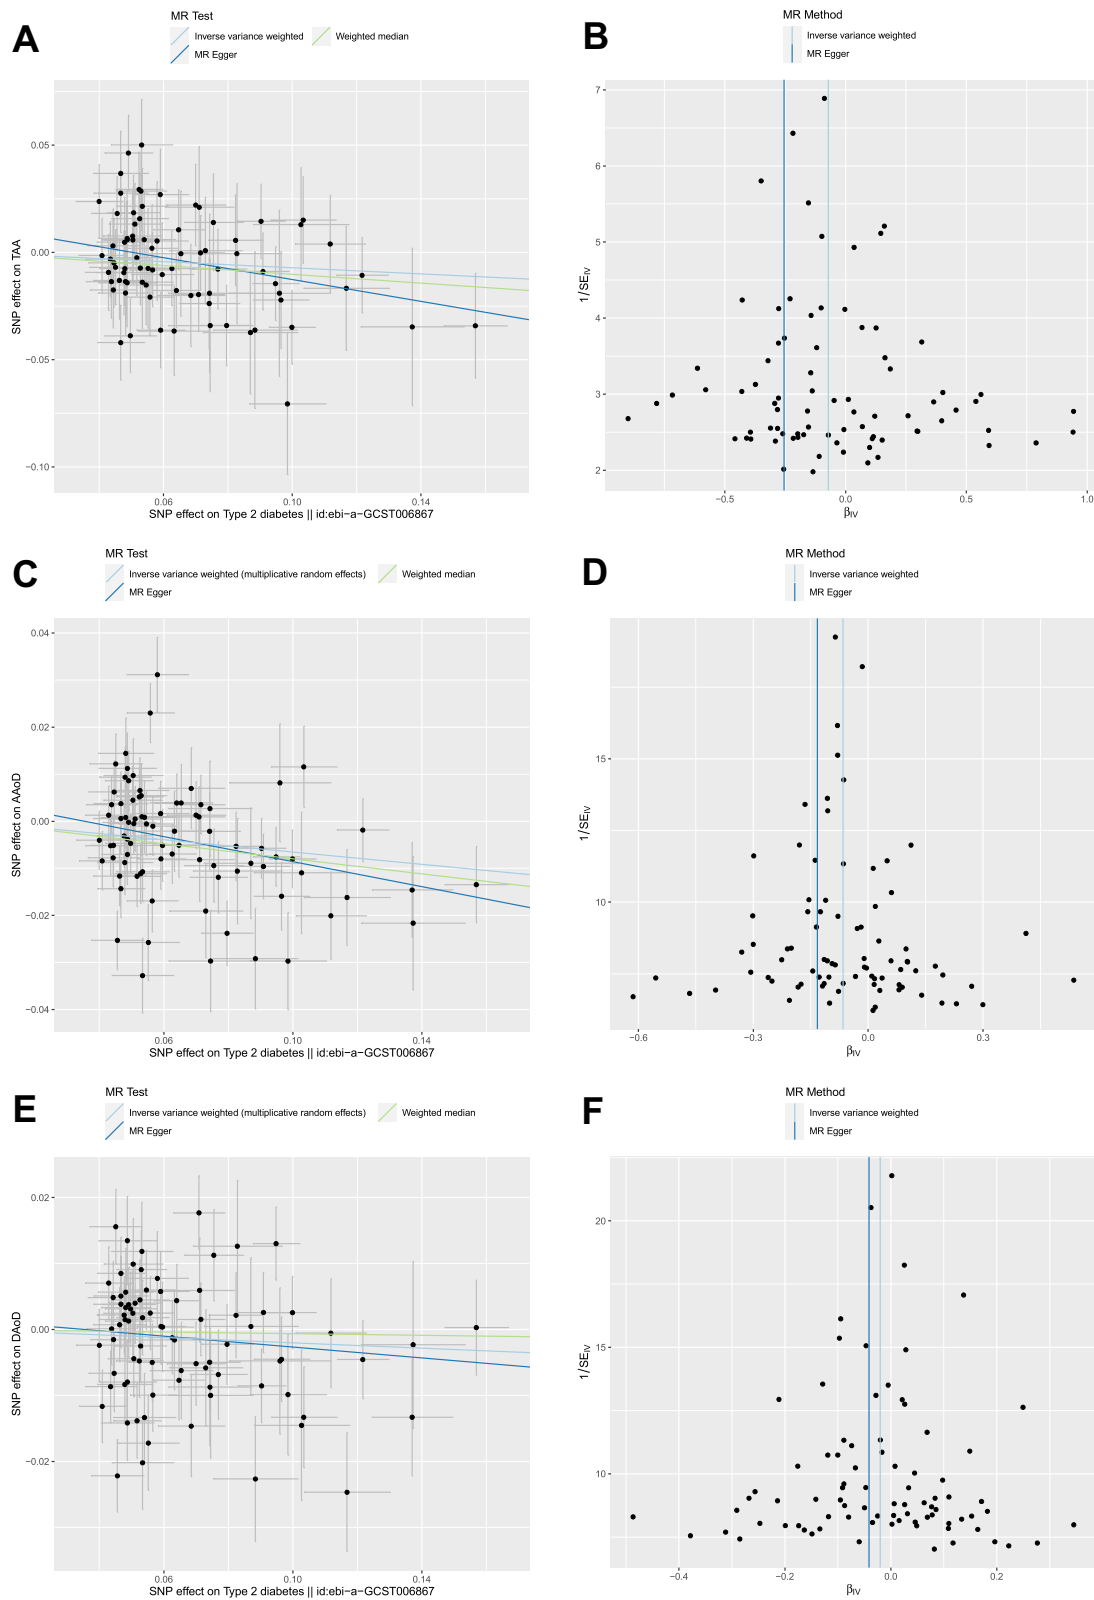 A
MR Test
Inverse variance weighted
Weighted median
MR Egger
SNP effect on TAA
0.05
0.00
−0.05
−0.10
0.06
0.10
0.14
SNP effect on Type 2 diabetes || id:ebi−a−GCST006867
B
MR Method
Inverse variance weighted
MR Egger
1/SE_IV
7
6
5
4
3
2
−0.5
0.0
0.5
1.0
β_IV
C
MR Test
Inverse variance weighted (multiplicative random effects)
Weighted median
MR Egger
SNP effect on AAoD
0.04
0.02
0.00
−0.02
−0.04
0.06
0.10
0.14
SNP effect on Type 2 diabetes || id:ebi−a−GCST006867
D
MR Method
Inverse variance weighted
MR Egger
1/SE_IV
15
10
−0.6
−0.3
0.0
0.3
β_IV
E
MR Test
Inverse variance weighted (multiplicative random effects)
Weighted median
MR Egger
SNP effect on DAoD
0.02
0.00
−0.02
0.06
0.10
0.14
SNP effect on Type 2 diabetes || id:ebi−a−GCST006867
F
MR Method
Inverse variance weighted
MR Egger
1/SE_IV
20
15
10
−0.4
−0.2
0.0
0.2
β_IV